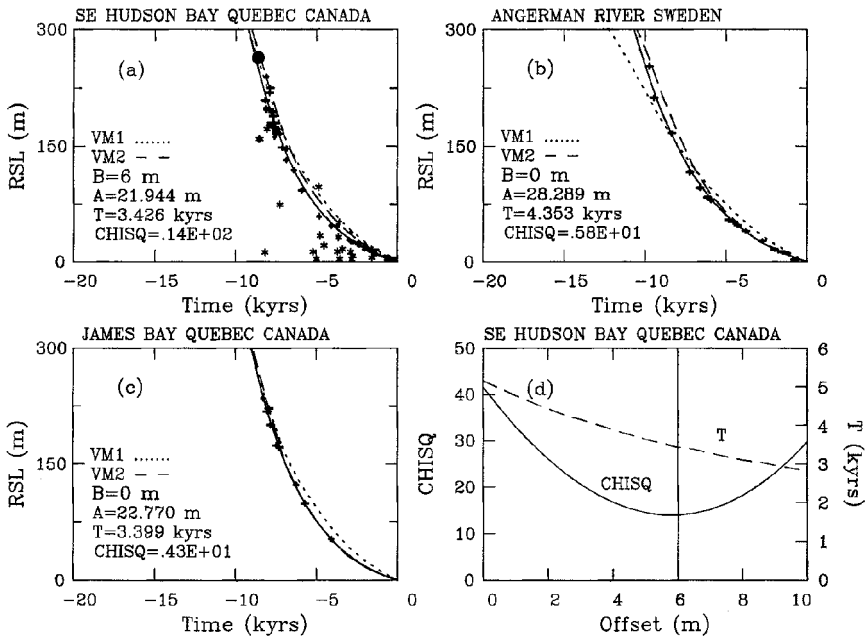 SE HUDSON BAY QUEBEC CANADA
300
150
0
RSL (m)
(a)
VM1 ......
VM2 — —
B=6 m
A=21.944 m
T=3.426 kyrs
CHISQ=.14E+02
-20 -15 -10 -5 0
Time (kyrs)
ANGERMAN RIVER SWEDEN
300
150
0
RSL (m)
(b)
VM1 ......
VM2 — —
B=0 m
A=28.289 m
T=4.353 kyrs
CHISQ=.58E+01
-20 -15 -10 -5 0
Time (kyrs)
JAMES BAY QUEBEC CANADA
300
150
0
RSL (m)
(c)
VM1 ......
VM2 — —
B=0 m
A=22.770 m
T=3.399 kyrs
CHISQ=.43E+01
-20 -15 -10 -5 0
Time (kyrs)
SE HUDSON BAY QUEBEC CANADA
50
40
30
20
10
0
CHISQ
(d)
T
CHISQ
6
5
4
3
2
1
0
T (kyrs)
0 2 4 6 8 10
Offset (m)